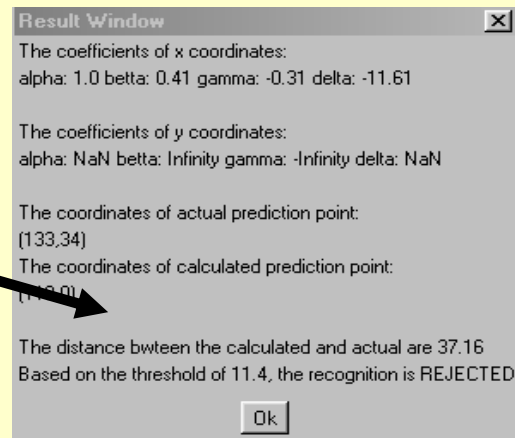 Result Window
The coefficients of x coordinates:
alpha: 1.0 betta: 0.41 gamma: -0.31 delta: -11.61
The coefficients of y coordinates:
alpha: NaN betta: Infinity gamma: -Infinity delta: NaN
The coordinates of actual prediction point:
(133,34)
The coordinates of calculated prediction point:
The distance bwteen the calculated and actual are 37.16
Based on the threshold of 11.4, the recognition is REJECTED
Ok